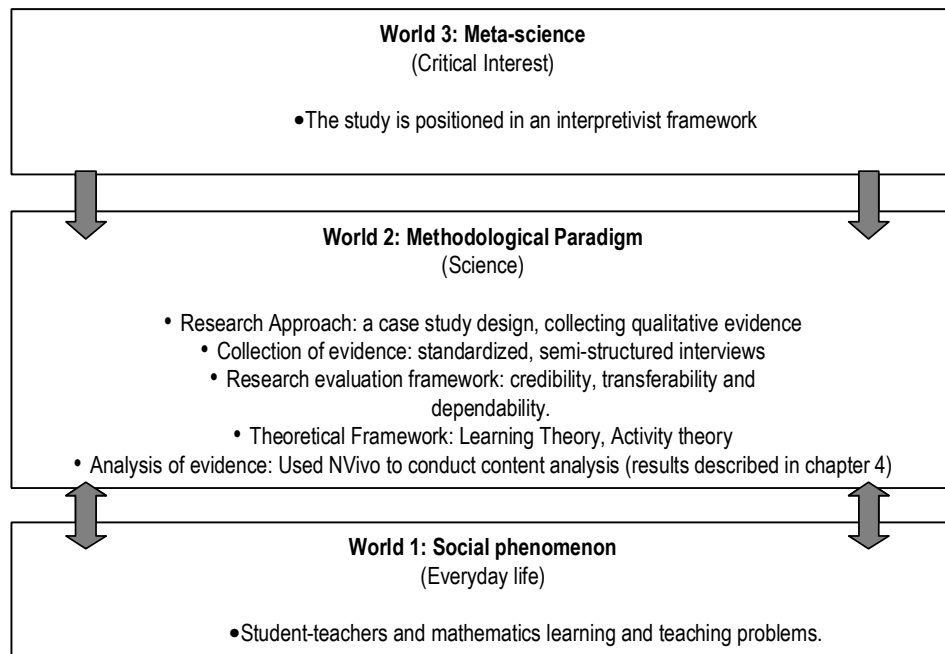 World 3: Meta-science
(Critical Interest)
•The study is positioned in an interpretivist framework
World 2: Methodological Paradigm
(Science)
• Research Approach: a case study design, collecting qualitative evidence
• Collection of evidence: standardized, semi-structured interviews
• Research evaluation framework: credibility, transferability and
dependability.
• Theoretical Framework: Learning Theory, Activity theory
• Analysis of evidence: Used NVivo to conduct content analysis (results described in chapter 4)
World 1: Social phenomenon
(Everyday life)
•Student-teachers and mathematics learning and teaching problems.